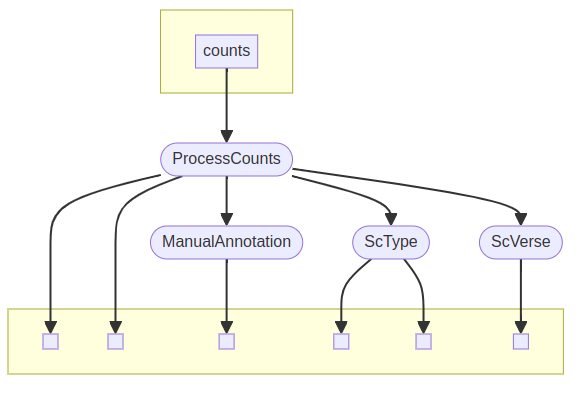 counts
ProcessCounts
ManualAnnotation
ScType
ScVerse